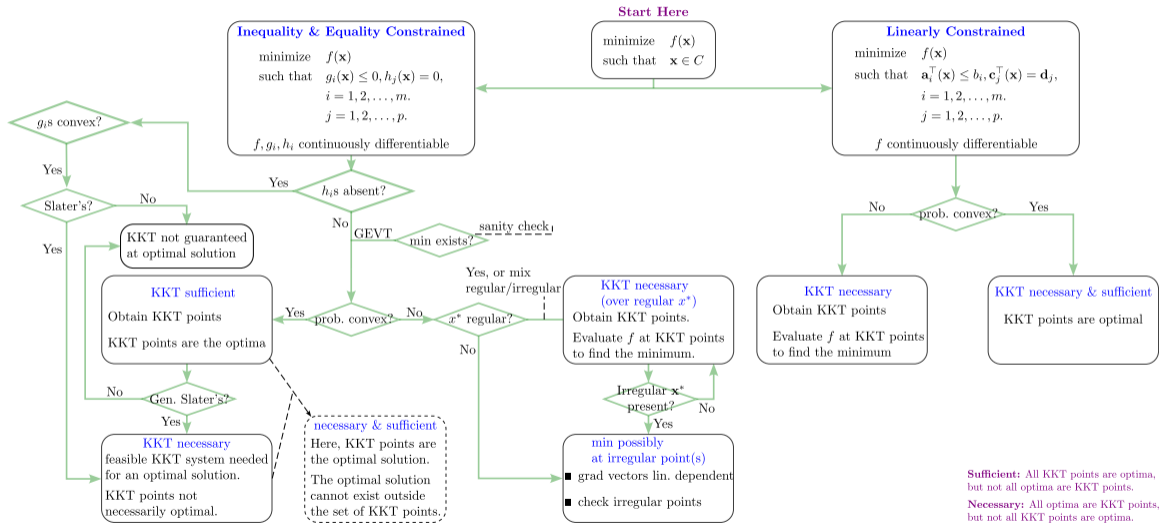 Start Here
minimize f(x)
such that x ∈ C
Inequality & Equality Constrained
minimize f(x)
such that g_i(x) ≤ 0, h_j(x) = 0,
i = 1, 2, . . . , m.
j = 1, 2, . . . , p.
f, g_i, h_i continuously differentiable
Linearly Constrained
minimize f(x)
such that a_i^⊤(x) ≤ b_i, c_j^⊤(x) = d_j,
i = 1, 2, . . . , m.
j = 1, 2, . . . , p.
f continuously differentiable
g_is convex?
Yes
Slater's?
No
Yes
KKT not guaranteed
at optimal solution
Yes
h_is absent?
No
GEVT
min exists?
sanity check
KKT sufficient
Obtain KKT points
KKT points are the optima
Yes
prob. convex?
No
x* regular?
Yes, or mix
regular/irregular
No
KKT necessary
(over regular x*)
Obtain KKT points.
Evaluate f at KKT points
to find the minimum.
No
Gen. Slater's?
Yes
Irregular x*
present?
No
Yes
KKT necessary
feasible KKT system needed
for an optimal solution.
KKT points not
necessarily optimal.
necessary & sufficient
Here, KKT points are
the optimal solution.
The optimal solution
cannot exist outside
the set of KKT points.
min possibly
at irregular point(s)
■ grad vectors lin. dependent
■ check irregular points
No
prob. convex?
Yes
KKT necessary
Obtain KKT points
Evaluate f at KKT points
to find the minimum
KKT necessary & sufficient
KKT points are optimal
Sufficient: All KKT points are optima,
but not all optima are KKT points.
Necessary: All optima are KKT points,
but not all KKT points are optima.